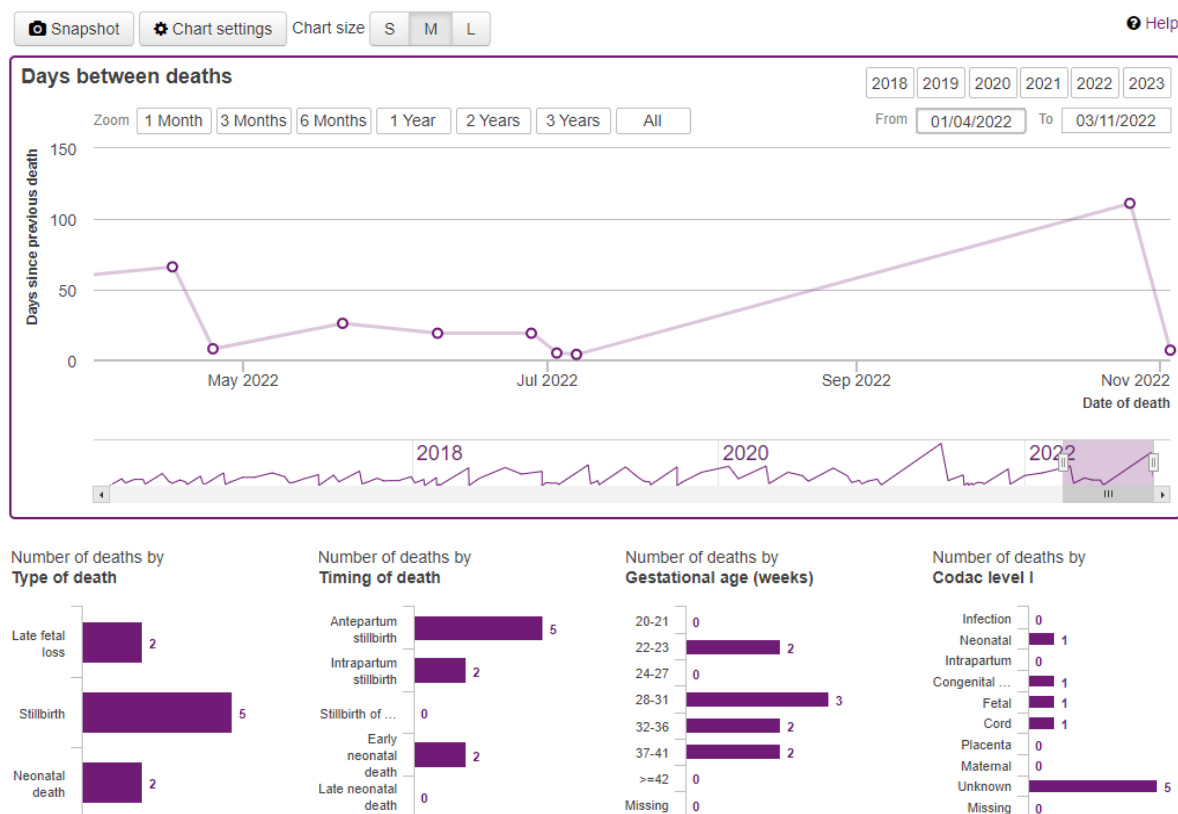 Snapshot Chart settings Chart size S M L Help
Days between deaths
2018 2019 2020 2021 2022 2023
Zoom 1 Month 3 Months 6 Months 1 Year 2 Years 3 Years All From 01/04/2022 To 03/11/2022
Days since previous death
150
100
50
0
May 2022 Jul 2022 Sep 2022 Nov 2022
Date of death
2018 2020 2022
Number of deaths by
Type of death
Late fetal
loss
2
Stillbirth 5
Neonatal
death
2
Number of deaths by
Timing of death
Antepartum
stillbirth
5
Intrapartum
stillbirth
2
Stillbirth of ... 0
Early
neonatal
death
2
Late neonatal
death
0
Number of deaths by
Gestational age (weeks)
20-21 0
22-23 2
24-27 0
28-31 3
32-36 2
37-41 2
>=42 0
Missing 0
Number of deaths by
Codac level I
Infection 0
Neonatal 1
Intrapartum 0
Congenital ... 1
Fetal 1
Cord 1
Placenta 0
Maternal 0
Unknown 5
Missing 0